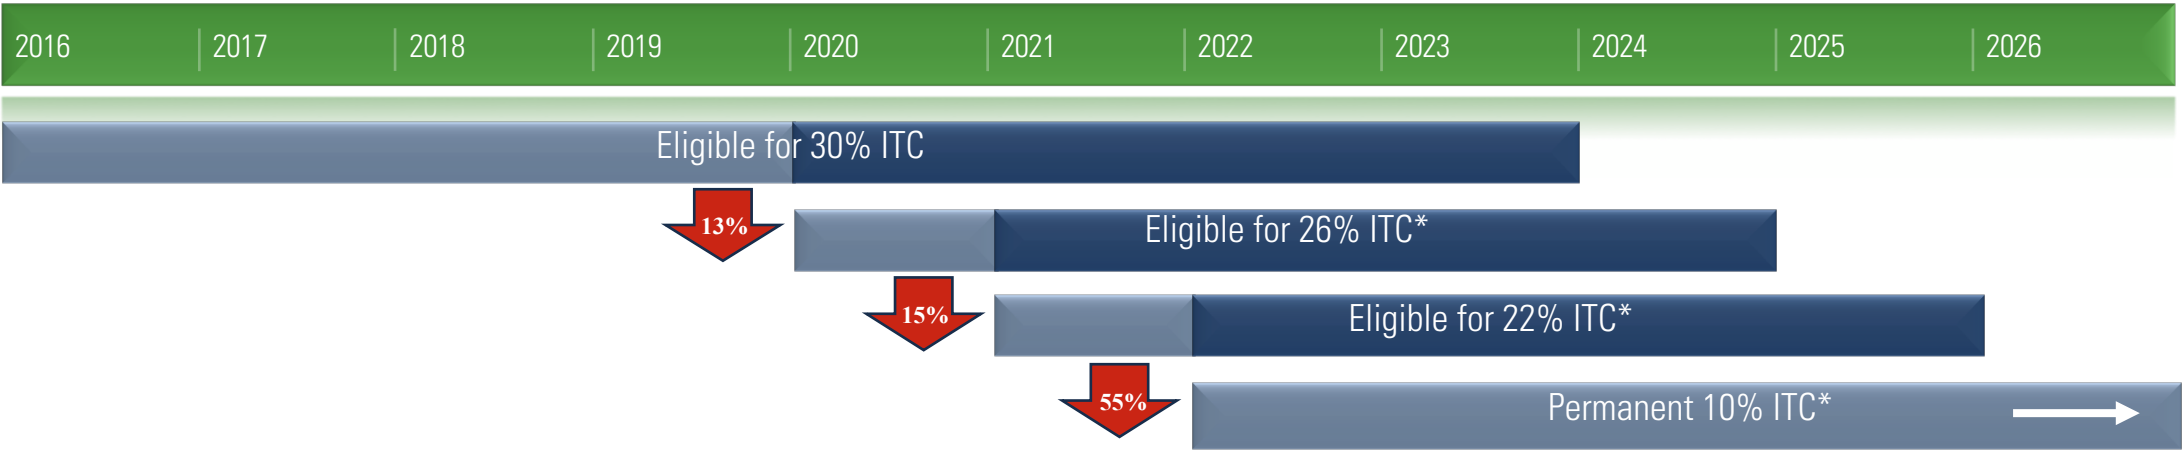 2016 2017 2018 2019 2020 2021 2022 2023 2024 2025 2026
Eligible for 30% ITC
13%
Eligible for 26% ITC*
15%
Eligible for 22% ITC*
55%
Permanent 10% ITC*